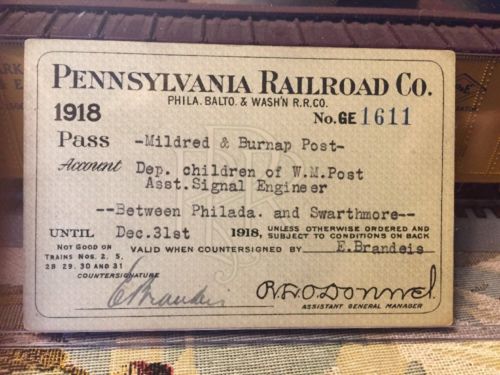 PENNSYLVANIA RAILROAD CO.
PHILA. BALTO. & WASH'N R.R.CO.
1918 No. GE 1611
Pass -Mildred & Burnap Post-
Account Dep. children of W.M.Post
Asst.Signal Engineer
--Between Philada. and Swarthmore--
UNTIL Dec.31st 1918, UNLESS OTHERWISE ORDERED AND SUBJECT TO CONDITIONS ON BACK
NOT GOOD ON TRAINS NOS. 2, 5, 28 29, 30 AND 31
VALID WHEN COUNTERSIGNED BY E.Brandeis
COUNTERSIGNATURE
E Brandeis
R.H.O'Donnel.
ASSISTANT GENERAL MANAGER